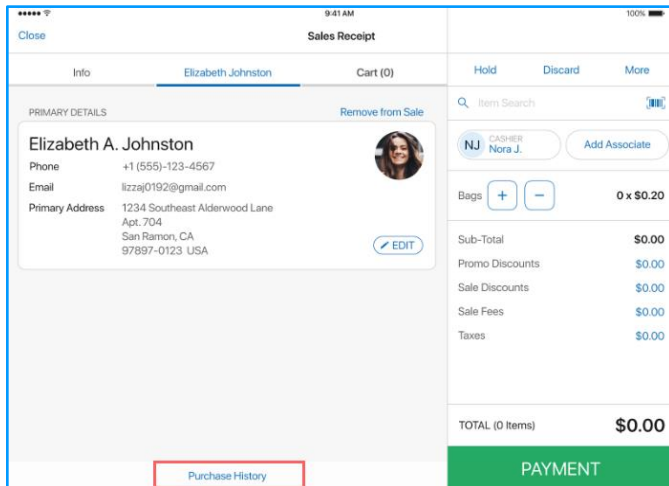 9:41 AM
100%
Close
Sales Receipt
Info
Elizabeth Johnston
Cart (0)
PRIMARY DETAILS
Remove from Sale
Elizabeth A. Johnston
Phone +1 (555)-123-4567
Email lizzaj0192@gmail.com
Primary Address 1234 Southeast Alderwood Lane
Apt. 704
San Ramon, CA
97897-0123 USA
EDIT
Purchase History
Hold
Discard
More
Item Search
NJ
CASHIER
Nora J.
Add Associate
Bags + − 0 x $0.20
Sub-Total $0.00
Promo Discounts $0.00
Sale Discounts $0.00
Sale Fees $0.00
Taxes $0.00
TOTAL (0 Items) $0.00
PAYMENT